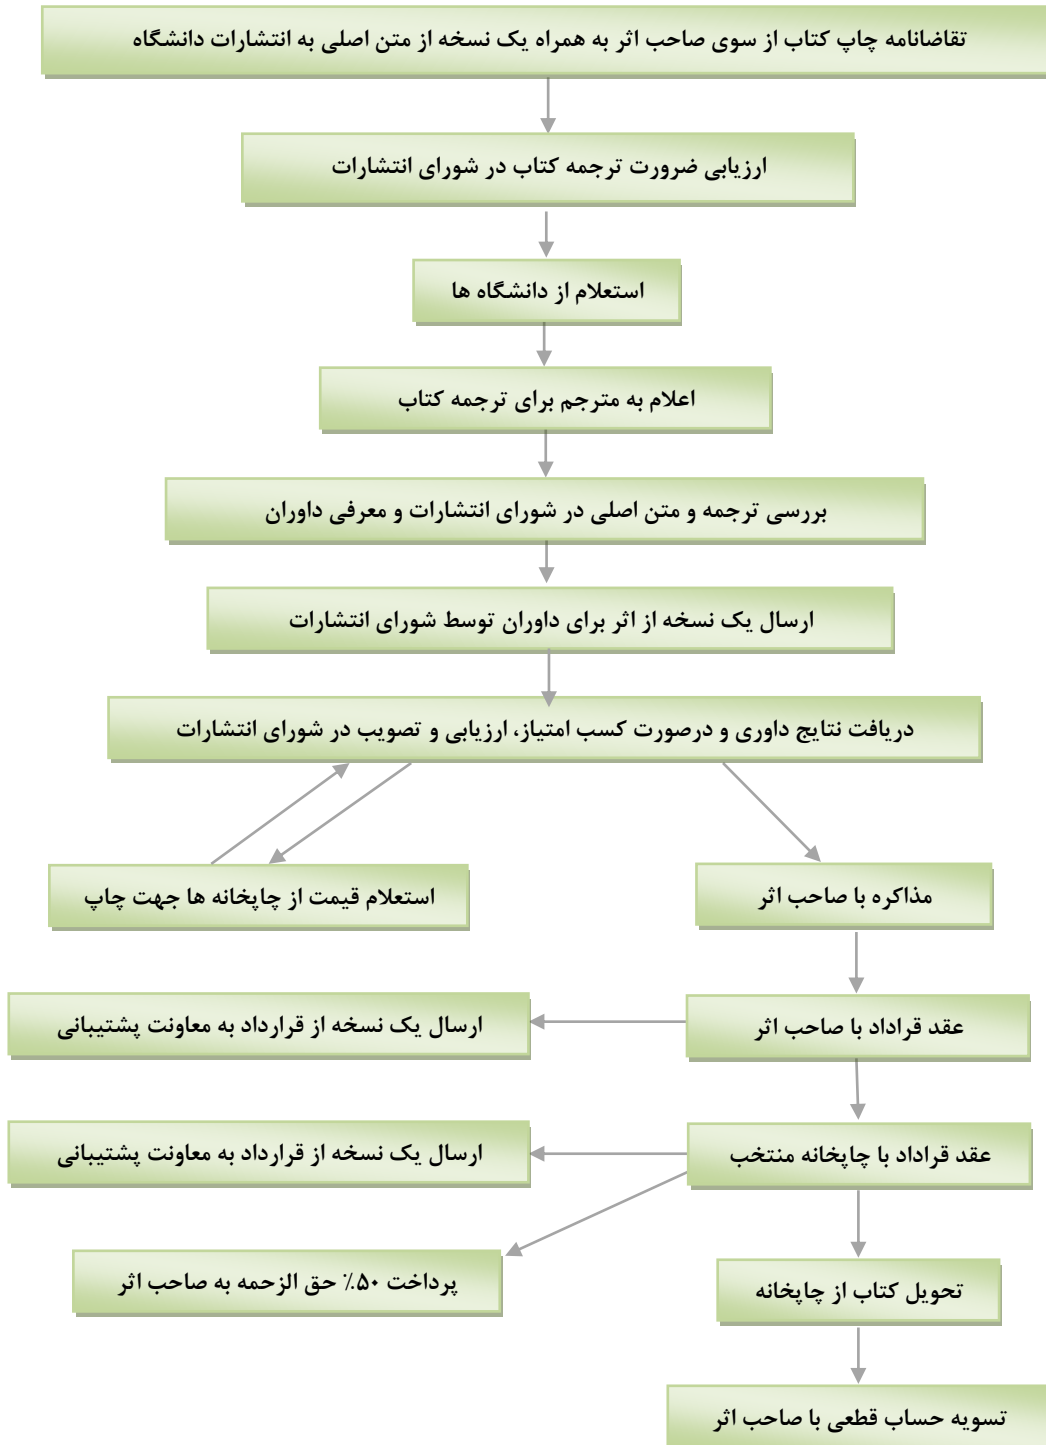 تقاضانامه چاپ کتاب از سوی صاحب اثر به همراه یک نسخه از متن اصلی به انتشارات دانشگاه
ارزیابی ضرورت ترجمه کتاب در شورای انتشارات
استعلام از دانشگاه ها
اعلام به مترجم برای ترجمه کتاب
بررسی ترجمه و متن اصلی در شورای انتشارات و معرفی داوران
ارسال یک نسخه از اثر برای داوران توسط شورای انتشارات
دریافت نتایج داوری و درصورت کسب امتیاز، ارزیابی و تصویب در شورای انتشارات
مذاکره با صاحب اثر
استعلام قیمت از چاپخانه ها جهت چاپ
عقد قراداد با صاحب اثر
ارسال یک نسخه از قرارداد به معاونت پشتیبانی
عقد قراداد با چاپخانه منتخب
ارسال یک نسخه از قرارداد به معاونت پشتیبانی
پرداخت ۵۰٪ حق الزحمه به صاحب اثر
تحویل کتاب از چاپخانه
تسویه حساب قطعی با صاحب اثر